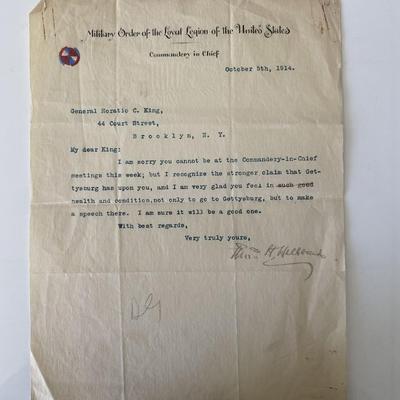 Military Order of the Loyal Legion of the United States
Commandery in Chief
October 5th, 1914.
General Horatio C. King,
44 Court Street,
Brooklyn, N. Y.
My dear King:
I am sorry you cannot be at the Commandery-in-Chief
meetings this week; but I recognize the stronger claim that Get-
tysburg has upon you, and I am very glad you feel in such good
health and condition, not only to go to Gettysburg, but to make
a speech there. I am sure it will be a good one.
With best regards,
Very truly yours,